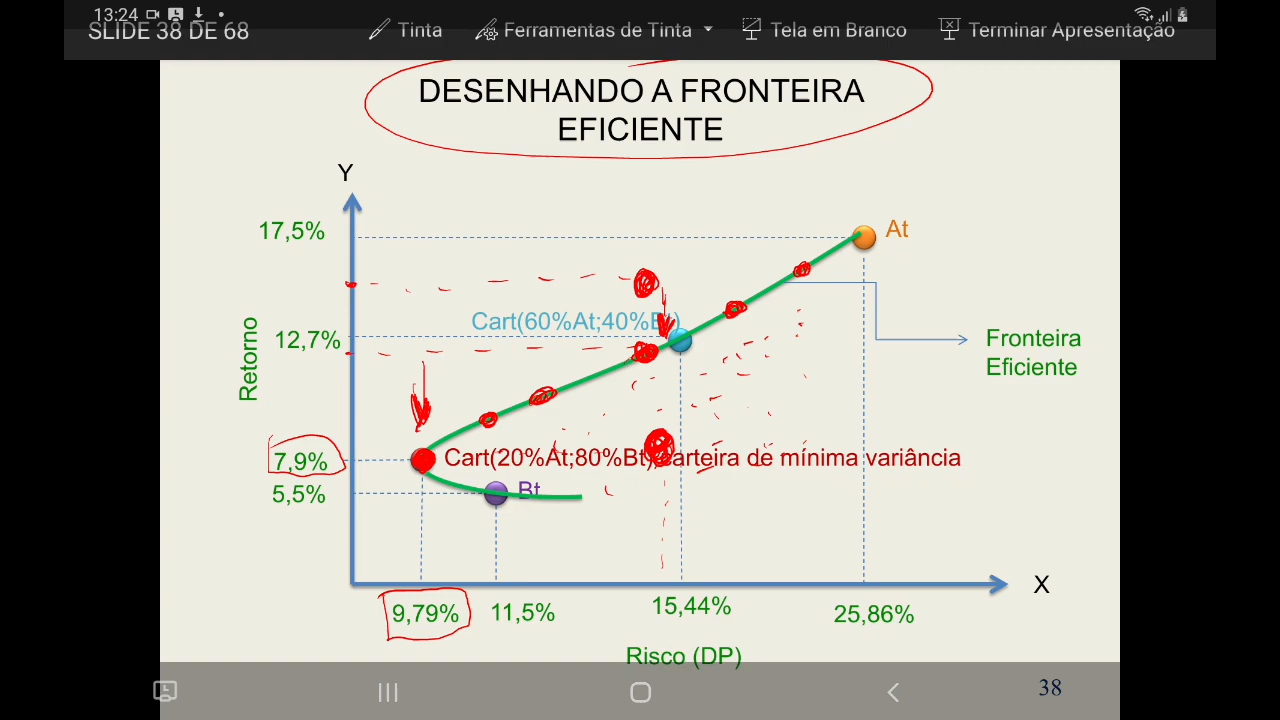 13:24
SLIDE 38 DE 68
Tinta
Ferramentas de Tinta
Tela em Branco
Terminar Apresentação
DESENHANDO A FRONTEIRA
EFICIENTE
Y
17,5%
At
Cart(60%At;40%Bt)
12,7%
Retorno
Fronteira
Eficiente
7,9%
Cart(20%At;80%Bt) carteira de mínima variância
5,5%
Bt
X
9,79%
11,5%
15,44%
25,86%
Risco (DP)
38